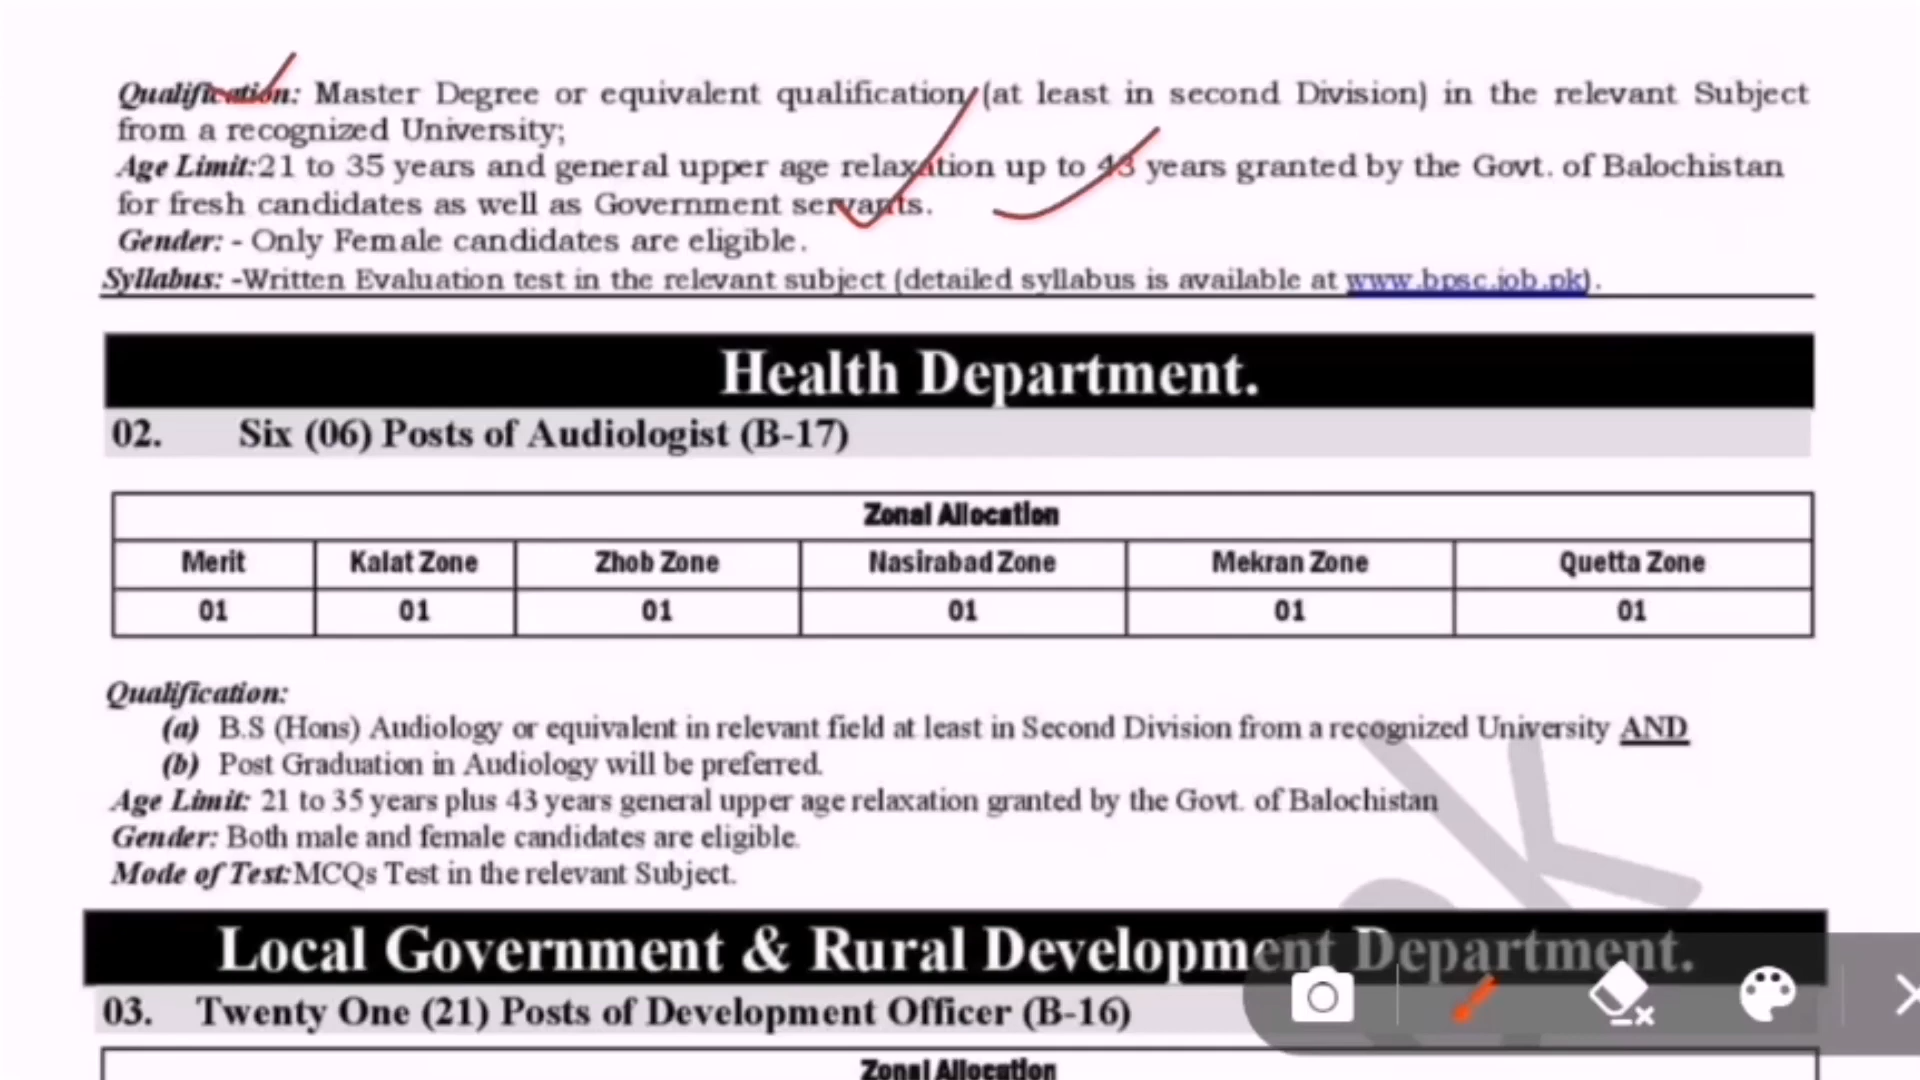 Qualification: Master Degree or equivalent qualification (at least in second Division) in the relevant Subject
from a recognized University;
Age Limit:21 to 35 years and general upper age relaxation up to 43 years granted by the Govt. of Balochistan
for fresh candidates as well as Government servants.
Gender: - Only Female candidates are eligible.
Syllabus: -Written Evaluation test in the relevant subject (detailed syllabus is available at www.bpsc.job.pk).
Health Department.
02. Six (06) Posts of Audiologist (B-17)
Zonal Allocation
Merit Kalat Zone Zhob Zone Nasirabad Zone Mekran Zone Quetta Zone
01 01 01 01 01 01
Qualification:
(a) B.S (Hons) Audiology or equivalent in relevant field at least in Second Division from a recognized University AND
(b) Post Graduation in Audiology will be preferred.
Age Limit: 21 to 35 years plus 43 years general upper age relaxation granted by the Govt. of Balochistan
Gender: Both male and female candidates are eligible.
Mode of Test:MCQs Test in the relevant Subject.
Local Government & Rural Development Department.
03. Twenty One (21) Posts of Development Officer (B-16)
Zonal Allocation